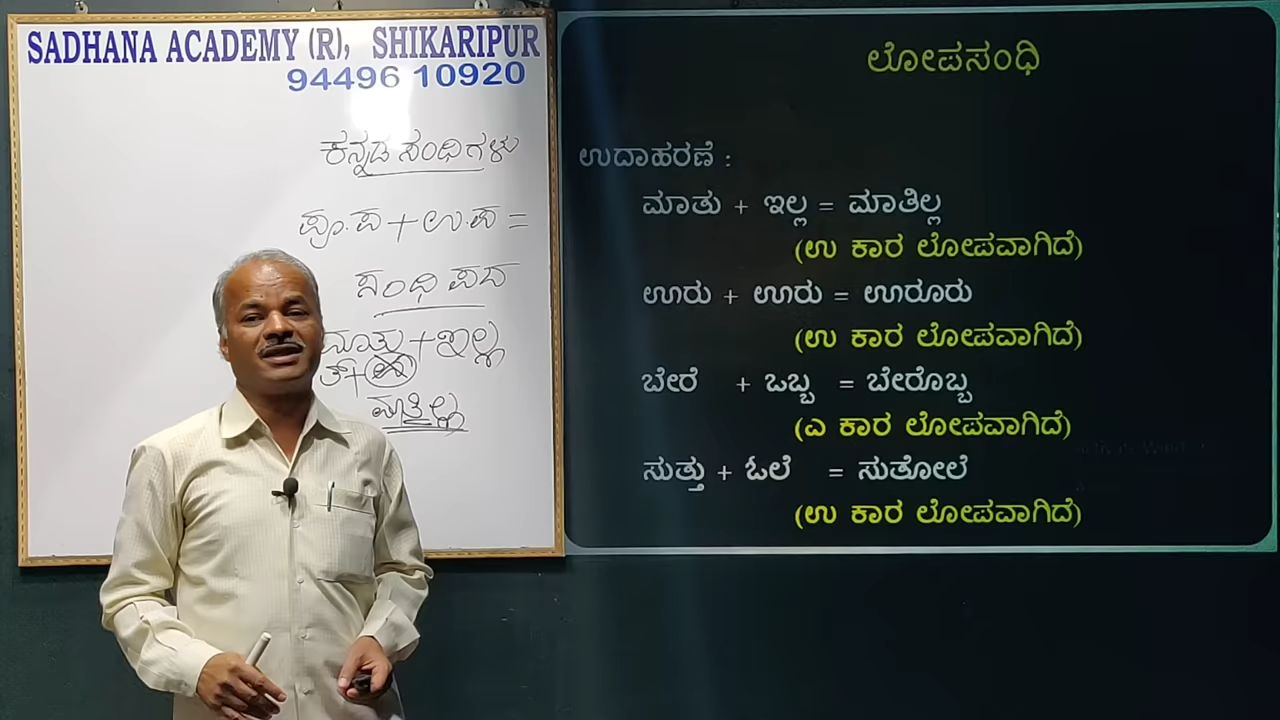 SADHANA ACADEMY (R), SHIKARIPUR
94496 10920
ಕನ್ನಡ ಸಂಧಿಗಳು
ಪೂ.ಪ + ಉ.ಪ =
ಸಂಧಿ ಪದ
ಮಾತು + ಇಲ್ಲ
ತ್ + ಉ
ಮಾತಿಲ್ಲ
ಲೋಪಸಂಧಿ
ಉದಾಹರಣೆ :
ಮಾತು + ಇಲ್ಲ = ಮಾತಿಲ್ಲ
(ಉ ಕಾರ ಲೋಪವಾಗಿದೆ)
ಊರು + ಊರು = ಊರೂರು
(ಉ ಕಾರ ಲೋಪವಾಗಿದೆ)
ಬೇರೆ + ಒಬ್ಬ = ಬೇರೊಬ್ಬ
(ಎ ಕಾರ ಲೋಪವಾಗಿದೆ)
ಸುತ್ತು + ಓಲೆ = ಸುತೋಲೆ
(ಉ ಕಾರ ಲೋಪವಾಗಿದೆ)